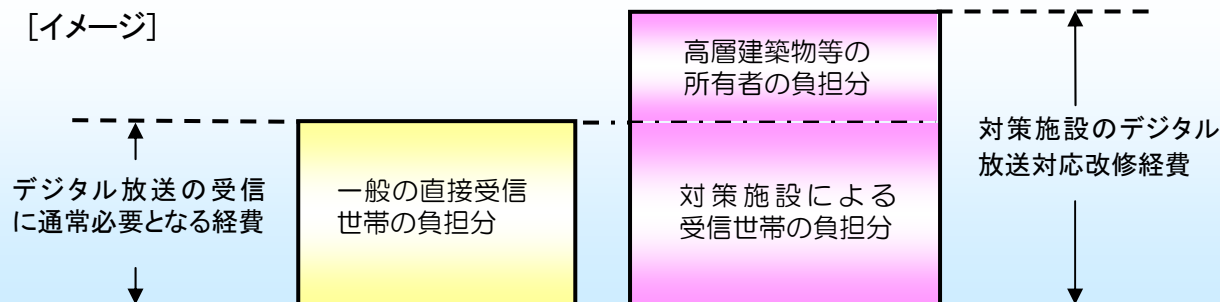 [イメージ]
高層建築物等の
所有者の負担分
対策施設のデジタル
放送対応改修経費
デジタル放送の受信
に通常必要となる経費
一般の直接受信
世帯の負担分
対策施設による
受信世帯の負担分